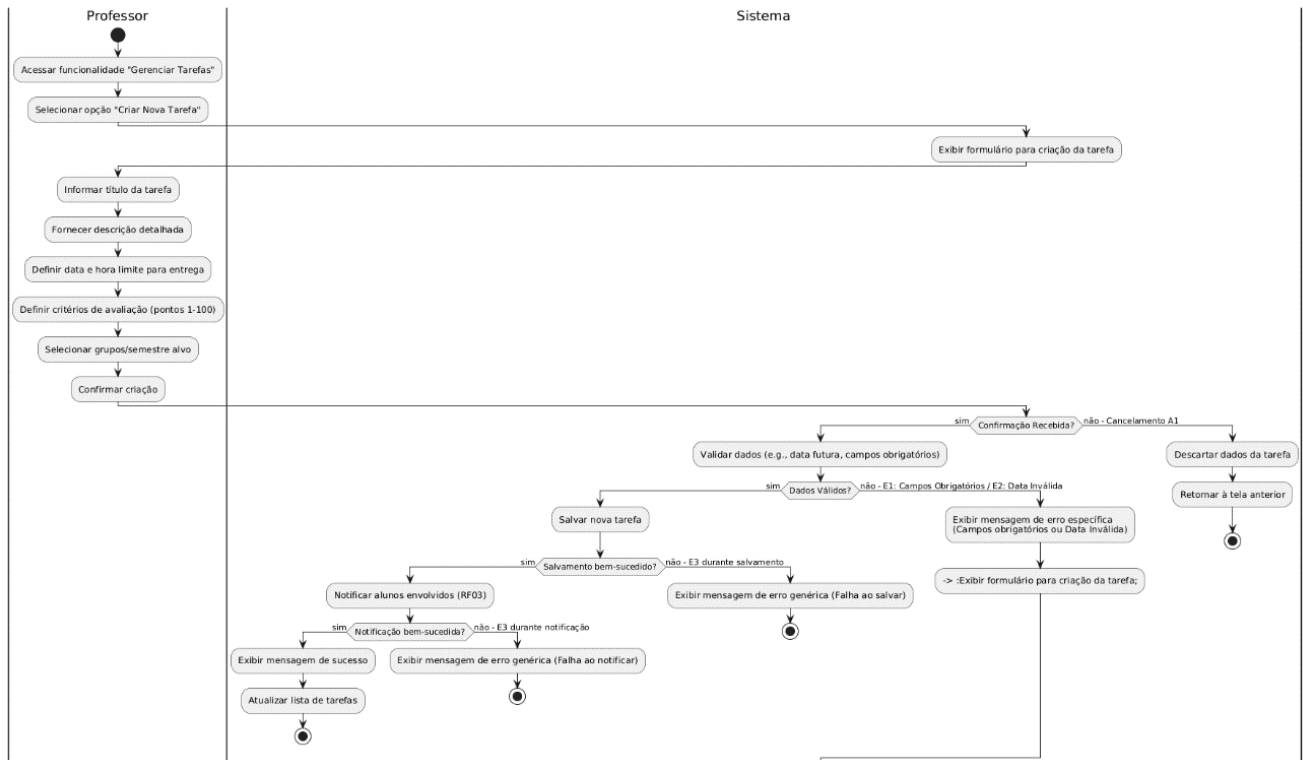 Professor
Sistema
Acessar funcionalidade "Gerenciar Tarefas"
Selecionar opção "Criar Nova Tarefa"
Exibir formulário para criação da tarefa
Informar título da tarefa
Fornecer descrição detalhada
Definir data e hora limite para entrega
Definir critérios de avaliação (pontos 1-100)
Selecionar grupos/semestre alvo
Confirmar criação
sim
Confirmação Recebida?
não - Cancelamento A1
Validar dados (e.g., data futura, campos obrigatórios)
Descartar dados da tarefa
sim
Dados Válidos?
não - E1: Campos Obrigatórios / E2: Data Inválida
Retornar à tela anterior
Salvar nova tarefa
Exibir mensagem de erro específica
(Campos obrigatórios ou Data Inválida)
sim
Salvamento bem-sucedido?
não - E3 durante salvamento
-> :Exibir formulário para criação da tarefa;
Notificar alunos envolvidos (RF03)
Exibir mensagem de erro genérica (Falha ao salvar)
sim
Notificação bem-sucedida?
não - E3 durante notificação
Exibir mensagem de sucesso
Exibir mensagem de erro genérica (Falha ao notificar)
Atualizar lista de tarefas